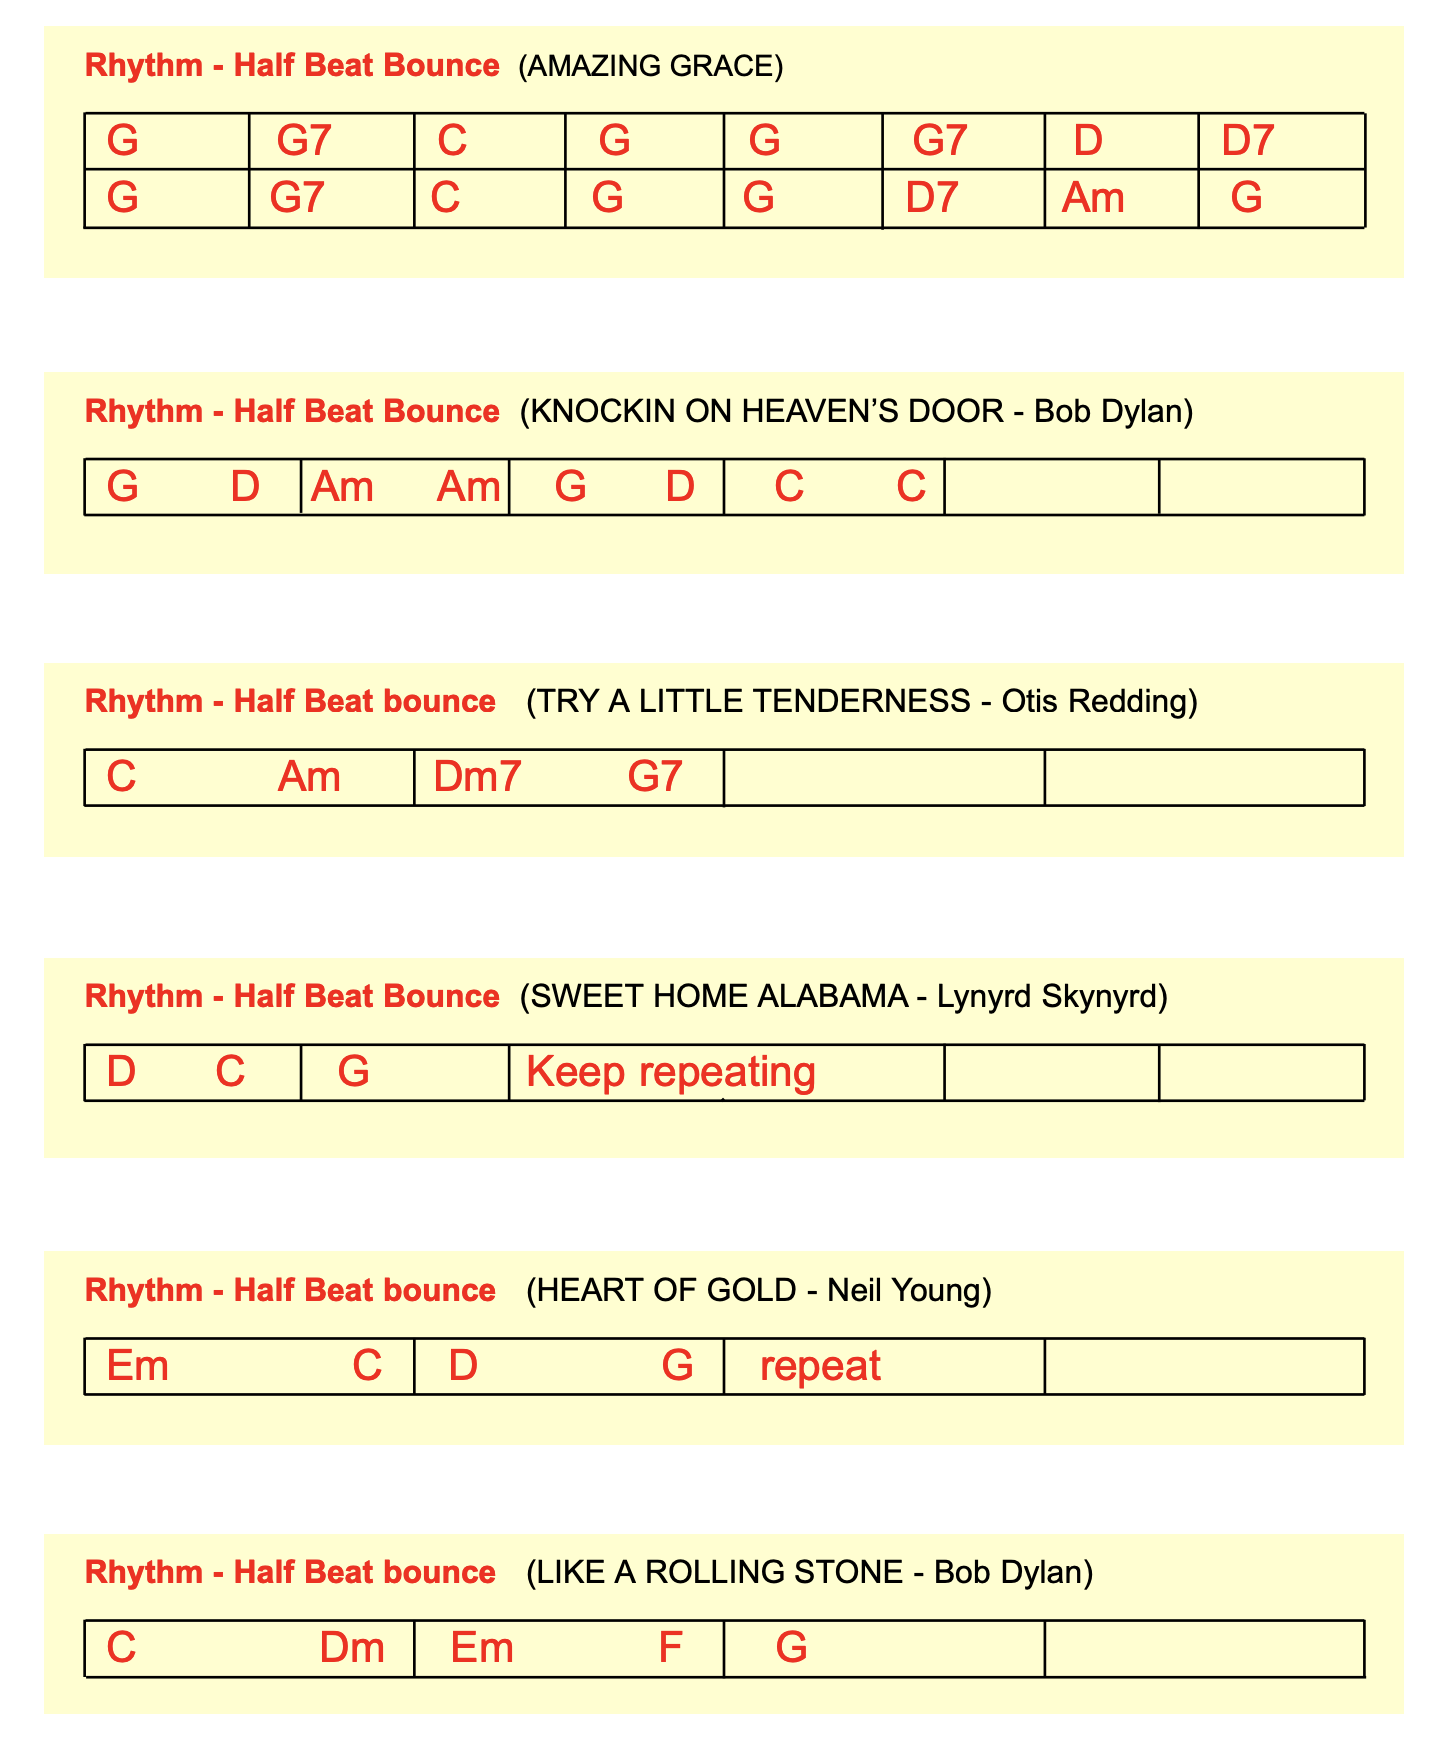 Rhythm - Half Beat Bounce (AMAZING GRACE)
G G7 C G G G7 D D7
G G7 C G G D7 Am G
Rhythm - Half Beat Bounce (KNOCKIN ON HEAVEN’S DOOR - Bob Dylan)
G D Am Am G D C C
Rhythm - Half Beat bounce (TRY A LITTLE TENDERNESS - Otis Redding)
C Am Dm7 G7
Rhythm - Half Beat Bounce (SWEET HOME ALABAMA - Lynyrd Skynyrd)
D C G Keep repeating
Rhythm - Half Beat bounce (HEART OF GOLD - Neil Young)
Em C D G repeat
Rhythm - Half Beat bounce (LIKE A ROLLING STONE - Bob Dylan)
C Dm Em F G